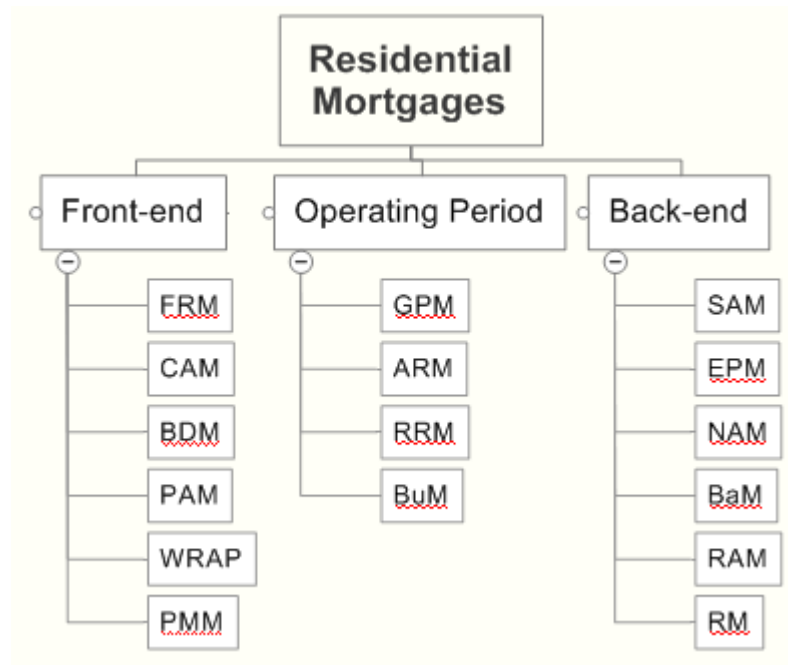 Residential
Mortgages
Front-end
FRM
CAM
BDM
PAM
WRAP
PMM
Operating Period
GPM
ARM
RRM
BuM
Back-end
SAM
EPM
NAM
BaM
RAM
RM